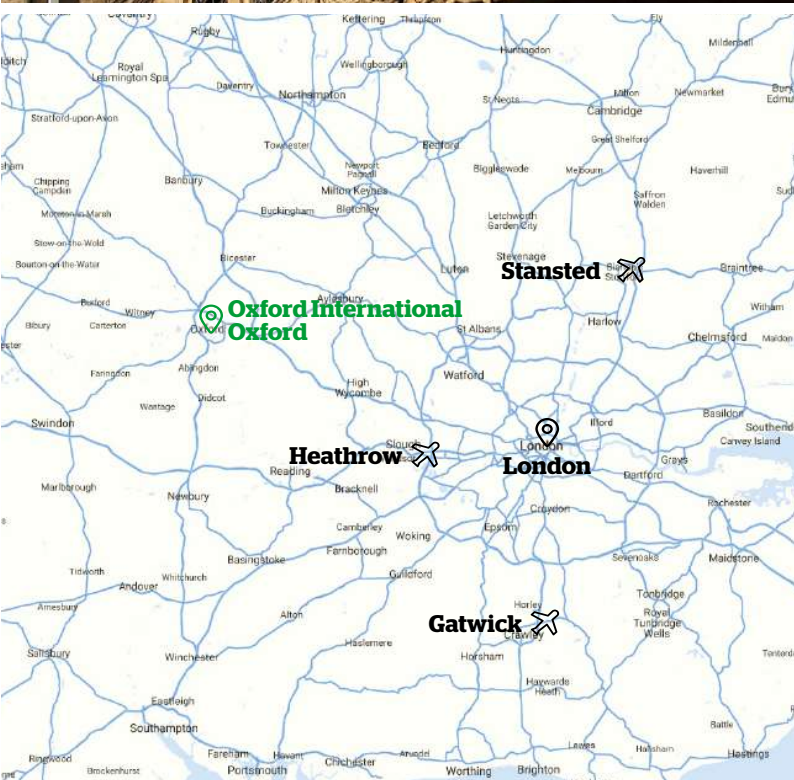 Coventry
Rugby
Kettering
Thrapston
Ely
Huntingdon
Mildenhall
Royal
Leamington Spa
Wellingborough
Daventry
Northampton
St Neots
Milton
Newmarket
Bury
Cambridge
Stratford-upon-Avon
Towcester
Bedford
Great Shelford
Newport
Pagnell
Biggleswade
Melbourn
Haverhill
Chipping
Campden
Banbury
Milton Keynes
Saffron
Walden
Buckingham
Bletchley
Moreton-in-Marsh
Letchworth
Garden City
Stow-on-the-Wold
Bicester
Stevenage
Bourton-on-the-Water
Luton
Stansted
Braintree
Aylesbury
Burford
Witney
Oxford International
Oxford
Oxford
Witham
Bibury
Carterton
St Albans
Harlow
Chelmsford
Maldon
Abingdon
Faringdon
Watford
High
Wycombe
Wantage
Didcot
Swindon
Ilford
Basildon
Southend
Canvey Island
Slough
London
Heathrow
London
Reading
Grays
Dartford
Marlborough
Newbury
Bracknell
Rochester
Croydon
Camberley
Epsom
Woking
Farnborough
Basingstoke
Sevenoaks
Maidstone
Tidworth
Whitchurch
Guildford
Andover
Tonbridge
Amesbury
Alton
Horley
Royal
Tunbridge
Wells
Gatwick
Crawley
Haslemere
Salisbury
Winchester
Horsham
Haywards
Heath
Eastleigh
Southampton
Battle
Lewes
Hailsham
Fareham
Havant
Arundel
Chichester
Hastings
Ringwood
Brockenhurst
Portsmouth
Worthing
Brighton